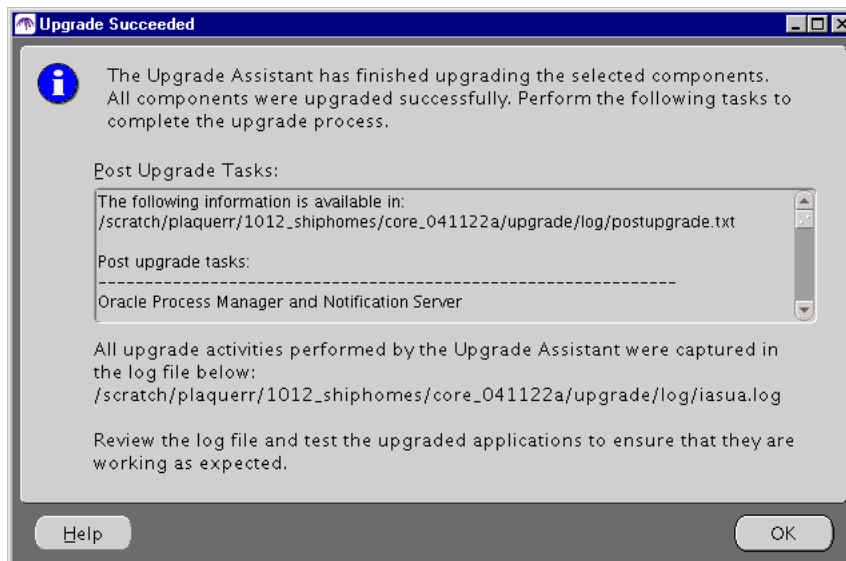 Upgrade Succeeded
The Upgrade Assistant has finished upgrading the selected components.
All components were upgraded successfully. Perform the following tasks to
complete the upgrade process.
Post Upgrade Tasks:
The following information is available in:
/scratch/plaquerr/1012_shiphomes/core_041122a/upgrade/log/postupgrade.txt
Post upgrade tasks:
--------------------------------------------------------------
Oracle Process Manager and Notification Server
All upgrade activities performed by the Upgrade Assistant were captured in
the log file below:
/scratch/plaquerr/1012_shiphomes/core_041122a/upgrade/log/iasua.log
Review the log file and test the upgraded applications to ensure that they are
working as expected.
Help
OK